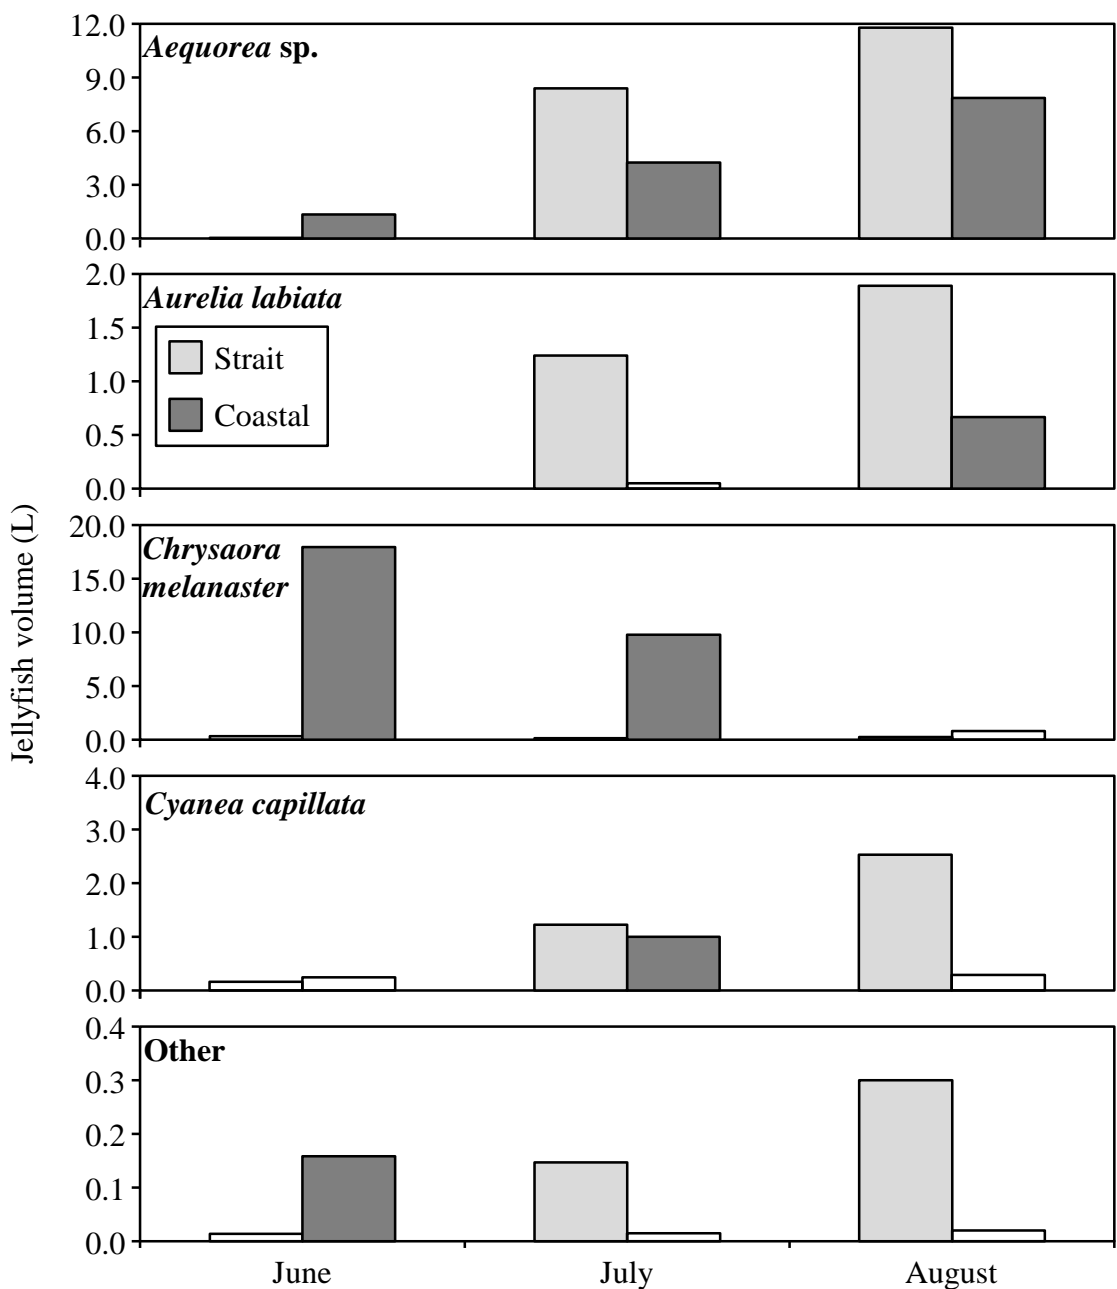 12.0
9.0
6.0
3.0
0.0
Aequorea sp.
2.0
1.5
1.0
0.5
0.0
Aurelia labiata
Strait
Coastal
Jellyfish volume (L)
20.0
15.0
10.0
5.0
0.0
Chrysaora
melanaster
4.0
3.0
2.0
1.0
0.0
Cyanea capillata
0.4
0.3
0.2
0.1
0.0
Other
June
July
August